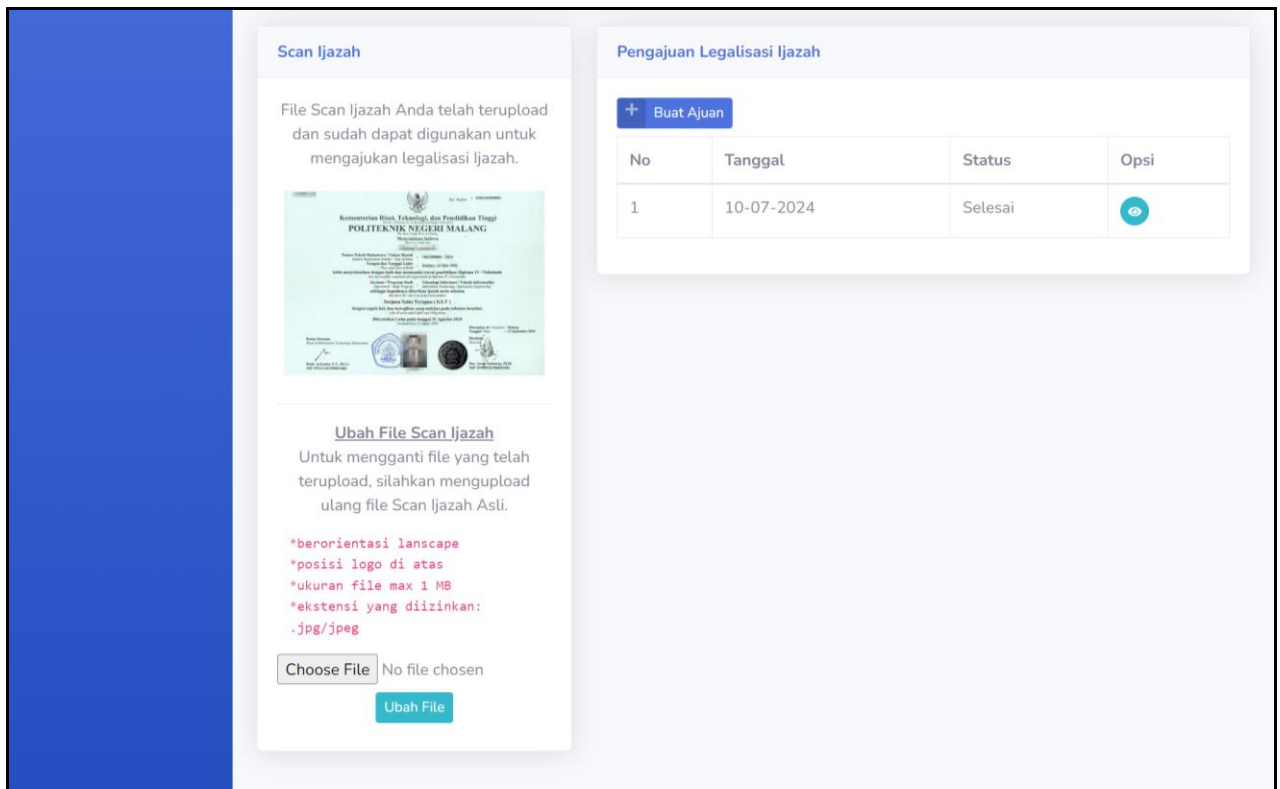 Scan Ijazah
File Scan Ijazah Anda telah terupload
dan sudah dapat digunakan untuk
mengajukan legalisasi Ijazah.
Kementerian Riset, Teknologi, dan Pendidikan Tinggi
POLITEKNIK NEGERI MALANG
Ubah File Scan Ijazah
Untuk mengganti file yang telah
terupload, silahkan mengupload
ulang file Scan Ijazah Asli.
*berorientasi lanscape
*posisi logo di atas
*ukuran file max 1 MB
*ekstensi yang diizinkan:
.jpg/jpeg
Choose File No file chosen
Ubah File
Pengajuan Legalisasi Ijazah
+ Buat Ajuan
No Tanggal Status Opsi
1 10-07-2024 Selesai